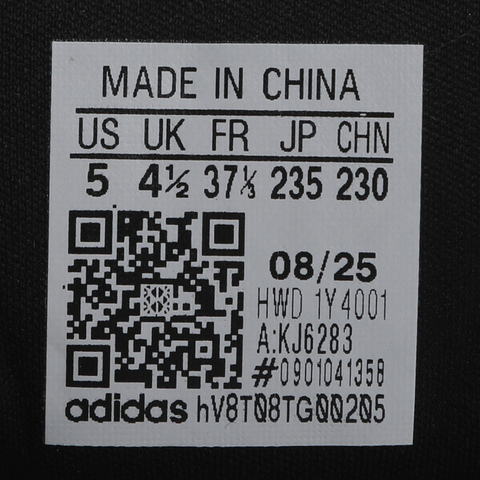 MADE IN CHINA
US UK FR JP CHN
5 4½ 37⅓ 235 230
08/25
HWD 1Y4001
A:KJ6283
#0901041358
adidas hV8T08TG00205